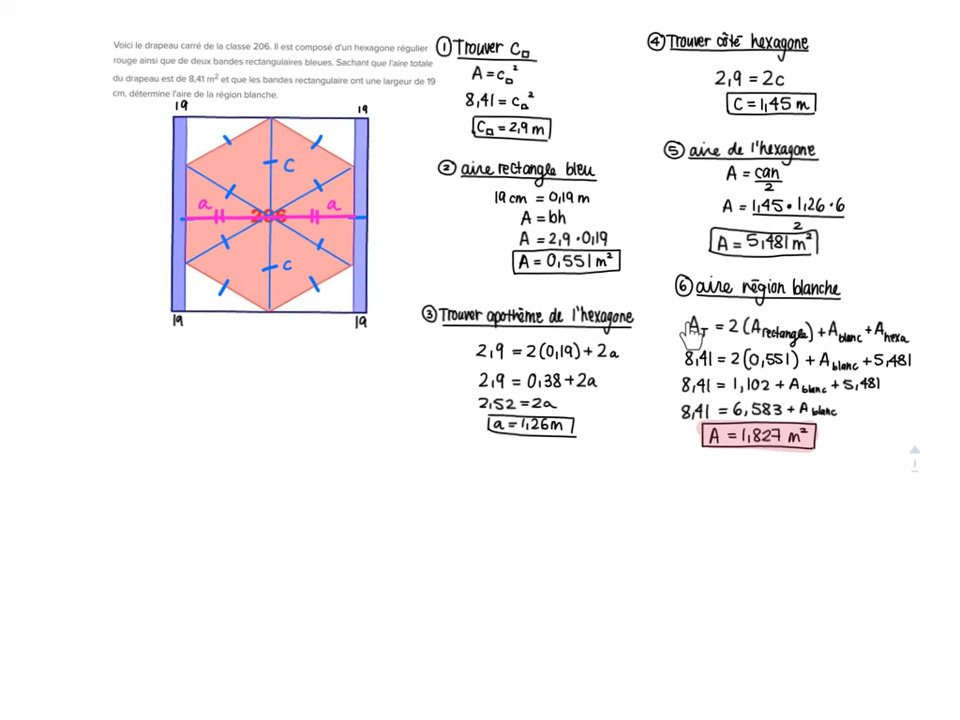 Voici le drapeau carré de la classe 206. Il est composé d'un hexagone régulier
rouge ainsi que de deux bandes rectangulaires bleues. Sachant que l'aire totale
du drapeau est de 8,41 m² et que les bandes rectangulaire ont une largeur de 19
cm, détermine l'aire de la région blanche.
19
19
c
a
206
a
c
19
19
① Trouver C□
A = c□²
8,41 = c□²
C□ = 2,9 m
② aire rectangle bleu
19 cm = 0,19 m
A = bh
A = 2,9 · 0,19
A = 0,551 m²
③ Trouver apothème de l'hexagone
2,9 = 2(0,19) + 2a
2,9 = 0,38 + 2a
2,52 = 2a
a = 1,26 m
④ Trouver côté hexagone
2,9 = 2c
C = 1,45 m
⑤ aire de l'hexagone
A = can
2
A = 1,45 · 1,26 · 6
2
A = 5,481 m²
⑥ aire région blanche
A_T = 2 (A rectangle) + A blanc + A hexa
8,41 = 2(0,551) + A blanc + 5,481
8,41 = 1,102 + A blanc + 5,481
8,41 = 6,583 + A blanc
A = 1,827 m²